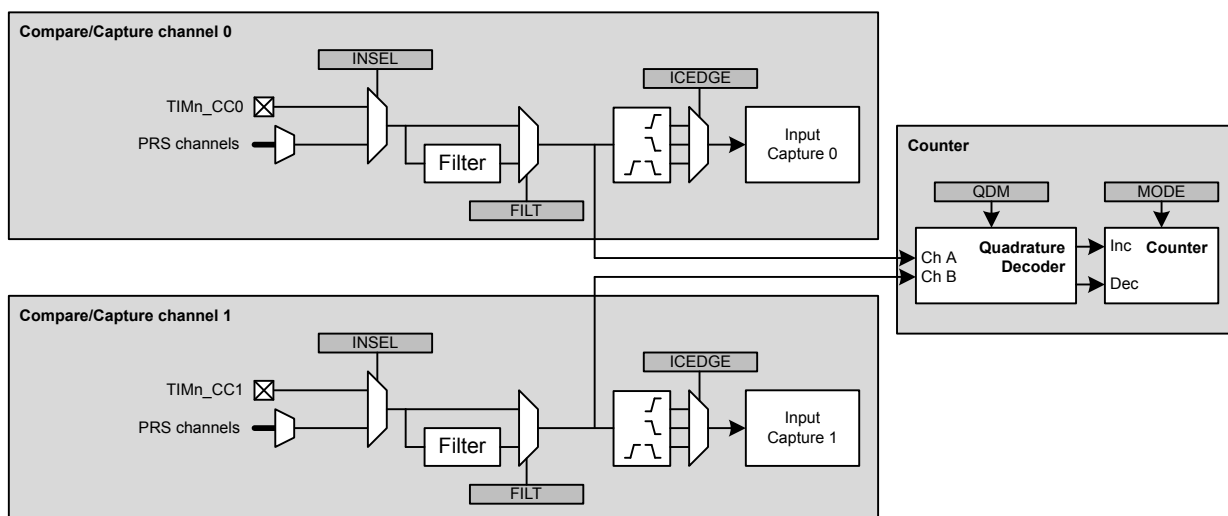 Compare/Capture channel 0
INSEL
ICEDGE
TIMn_CC0
PRS channels
Filter
FILT
Input
Capture 0
Counter
QDM
MODE
Ch A
Ch B
Quadrature
Decoder
Inc
Dec
Counter
Compare/Capture channel 1
INSEL
ICEDGE
TIMn_CC1
PRS channels
Filter
FILT
Input
Capture 1